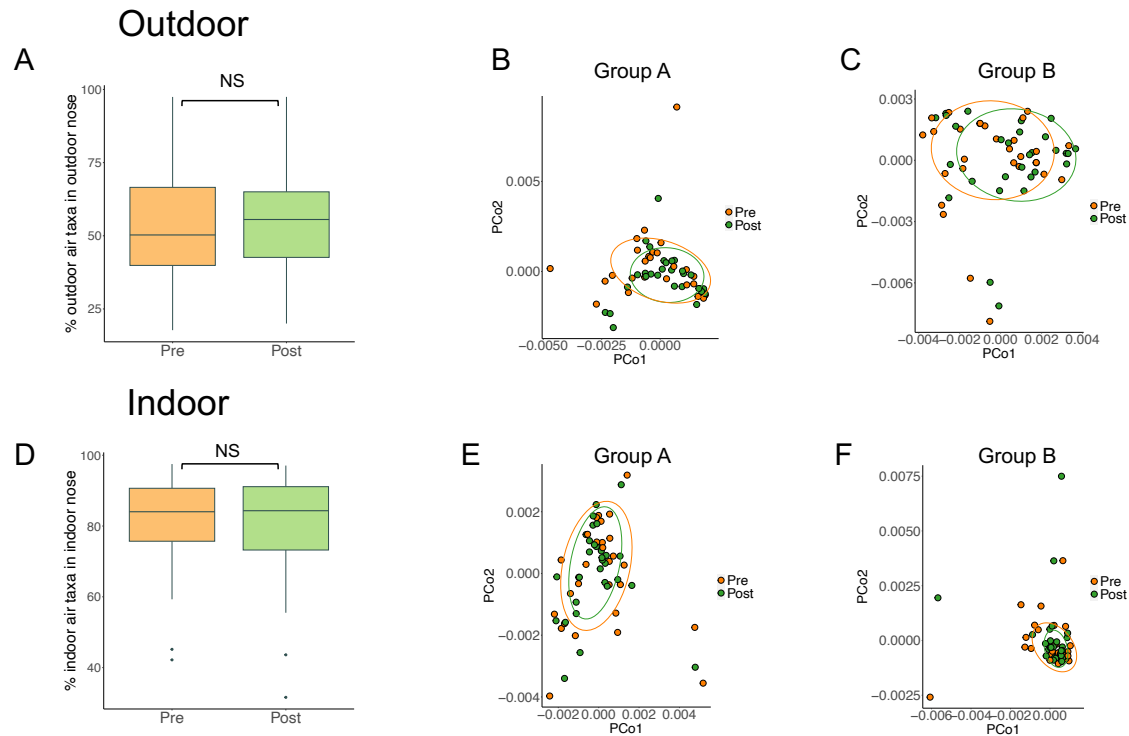 Outdoor
A
NS
% outdoor air taxa in outdoor nose
100
75
50
25
Pre
Post
B
Group A
PCo2
0.005
0.000
−0.0050
−0.0025
0.0000
PCo1
Pre
Post
C
Group B
PCo2
0.003
0.000
−0.003
−0.006
−0.004
−0.002
0.000
0.002
0.004
PCo1
Pre
Post
Indoor
D
NS
% indoor air taxa in indoor nose
100
80
60
40
Pre
Post
E
Group A
PCo2
0.002
0.000
−0.002
−0.004
−0.002
0.000
0.002
0.004
PCo1
Pre
Post
F
Group B
PCo2
0.0075
0.0050
0.0025
0.0000
−0.0025
−0.006
−0.004
−0.002
0.000
PCo1
Pre
Post